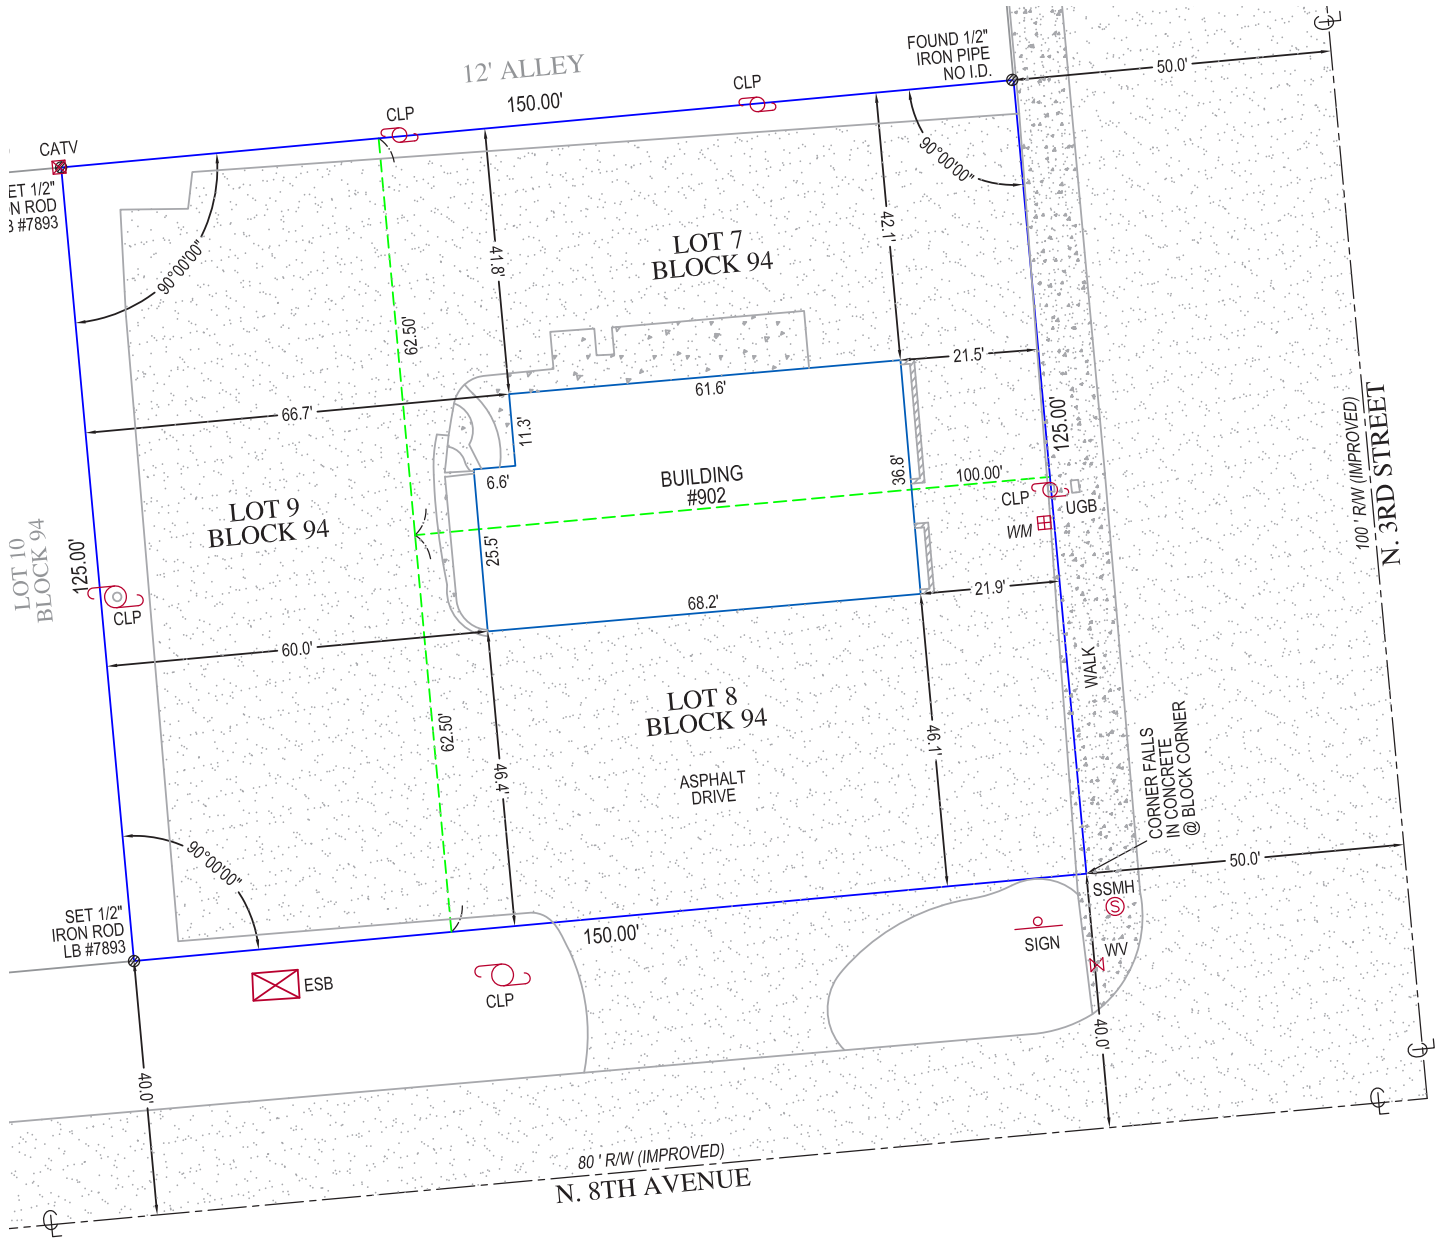 12' ALLEY
150.00'
FOUND 1/2"
IRON PIPE
NO I.D.
50.0'
CLP
CLP
CATV
ET 1/2"
N ROD
#7893
90°00'00"
90°00'00"
41.8'
42.1'
LOT 7
BLOCK 94
62.50'
66.7'
61.6'
21.5'
11.3'
6.6'
36.8'
125.00'
100' R/W (IMPROVED)
N. 3RD STREET
BUILDING
#902
100.00'
CLP
UGB
WM
LOT 9
BLOCK 94
LOT 10
BLOCK 94
125.00'
CLP
25.5'
68.2'
21.9'
60.0'
WALK
LOT 8
BLOCK 94
62.50'
46.4'
46.1'
ASPHALT
DRIVE
CORNER FALLS
IN CONCRETE
@ BLOCK CORNER
50.0'
90°00'00"
SET 1/2"
IRON ROD
LB #7893
150.00'
SSMH
S
SIGN
WV
ESB
CLP
40.0'
40.0'
80 ' R/W (IMPROVED)
N. 8TH AVENUE